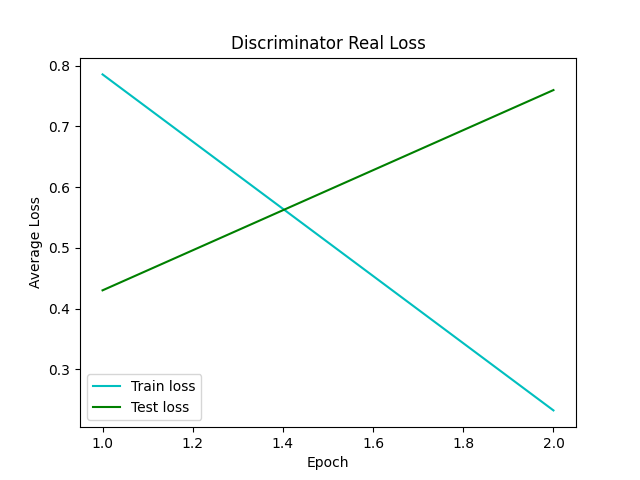 Discriminator Real Loss
Average Loss
0.8
0.7
0.6
0.5
0.4
0.3
Train loss
Test loss
1.0 1.2 1.4 1.6 1.8 2.0
Epoch